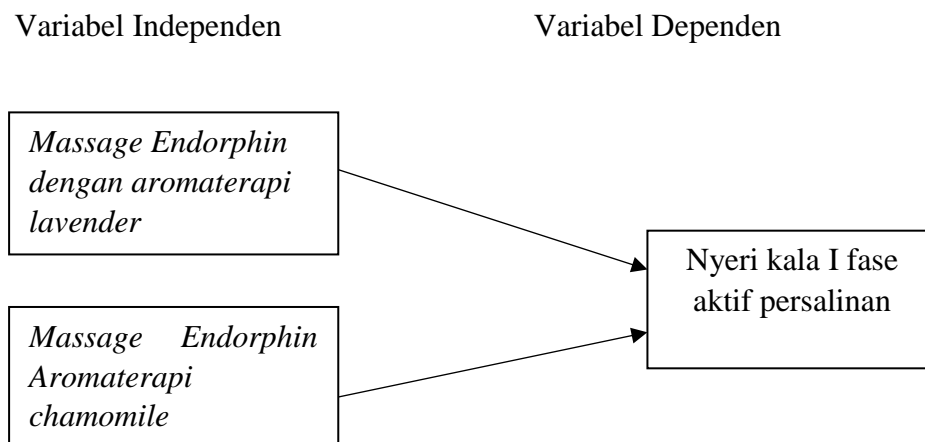 Variabel Independen
Variabel Dependen
Massage Endorphin
dengan aromaterapi
lavender
Nyeri kala I fase
aktif persalinan
Massage Endorphin
Aromaterapi
chamomile